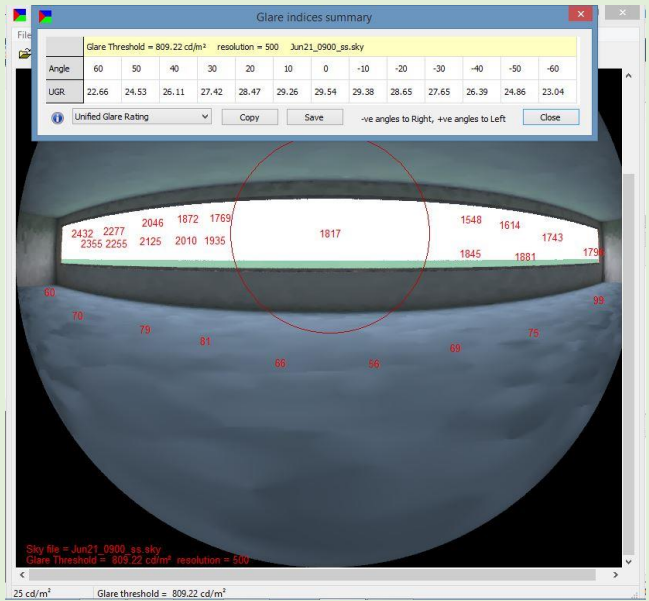 Glare indices summary
Glare Threshold = 809.22 cd/m² resolution = 500 Jun21_0900_ss.sky
Angle 60 50 40 30 20 10 0 -10 -20 -30 -40 -50 -60
UGR 22.66 24.53 26.11 27.42 28.47 29.26 29.54 29.38 28.65 27.65 26.39 24.86 23.04
Unified Glare Rating Copy Save -ve angles to Right, +ve angles to Left Close
File
2432 2277 2046 1872 1769 1817 1548 1614 1743
2355 2255 2125 2010 1935 1845 1881
60 99
70 79 81 66 56 69 76
Sky file = Jun21_0900_ss.sky
Glare Threshold = 809.22 cd/m² resolution = 500
25 cd/m² Glare threshold = 809.22 cd/m²